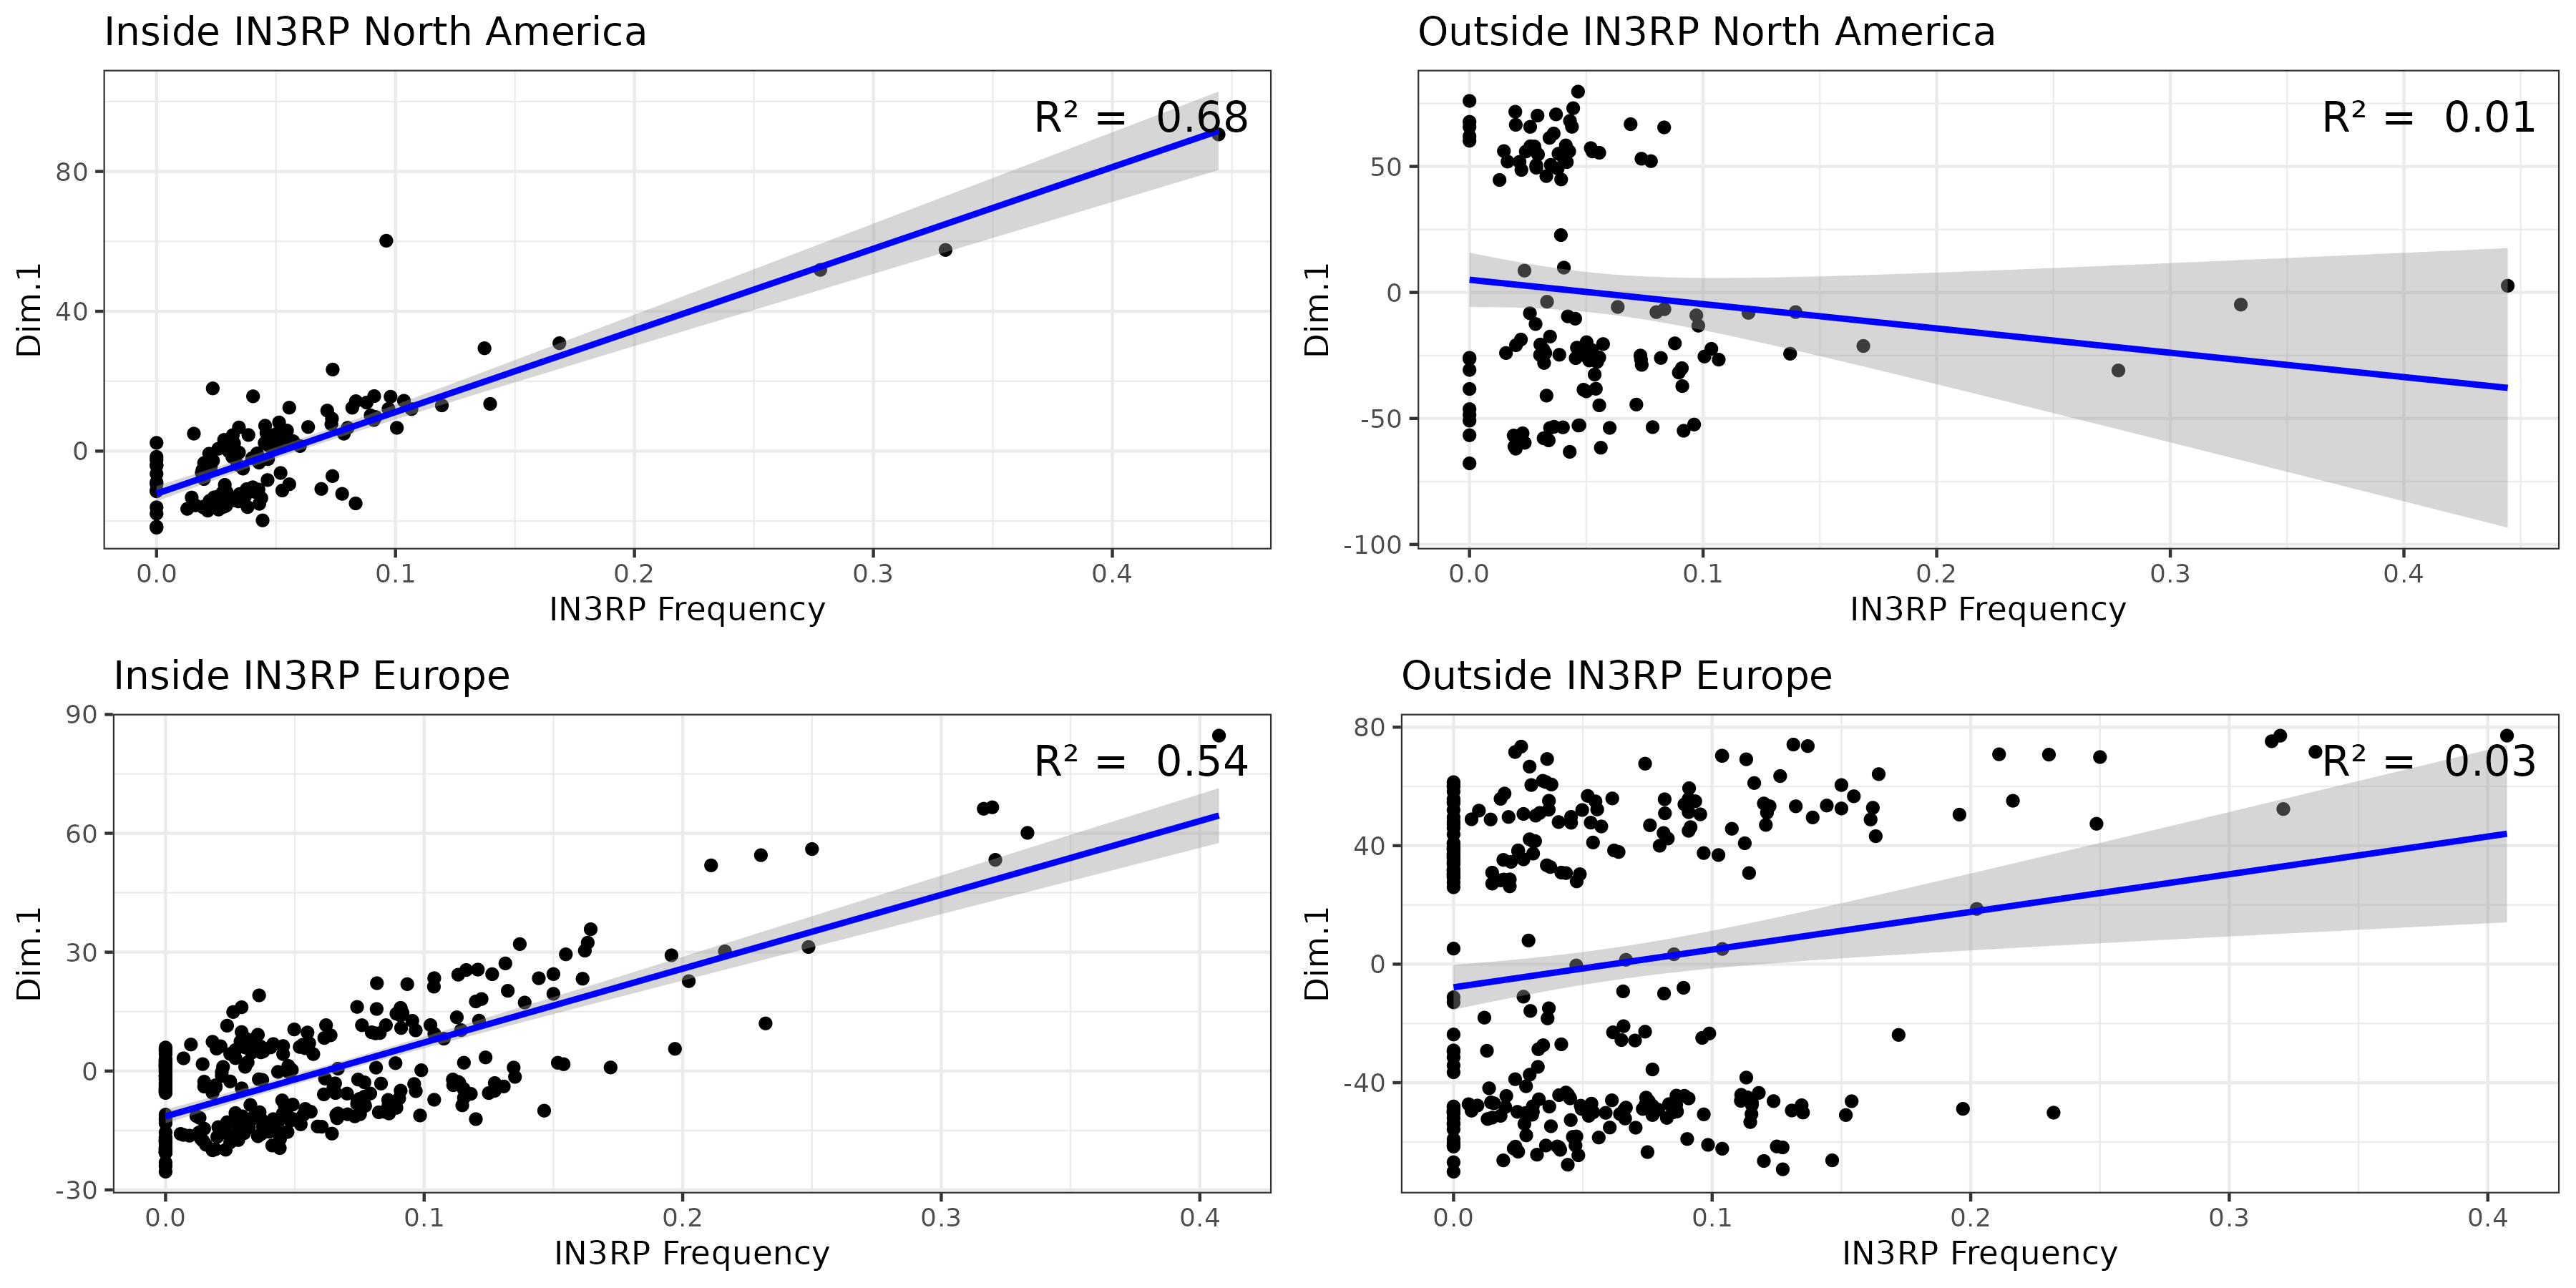 Inside IN3RP North America
R² = 0.68
80
40
0
Dim.1
0.0 0.1 0.2 0.3 0.4
IN3RP Frequency
Outside IN3RP North America
R² = 0.01
50
0
-50
-100
Dim.1
0.0 0.1 0.2 0.3 0.4
IN3RP Frequency
Inside IN3RP Europe
R² = 0.54
90
60
30
0
-30
Dim.1
0.0 0.1 0.2 0.3 0.4
IN3RP Frequency
Outside IN3RP Europe
R² = 0.03
80
40
0
-40
Dim.1
0.0 0.1 0.2 0.3 0.4
IN3RP Frequency